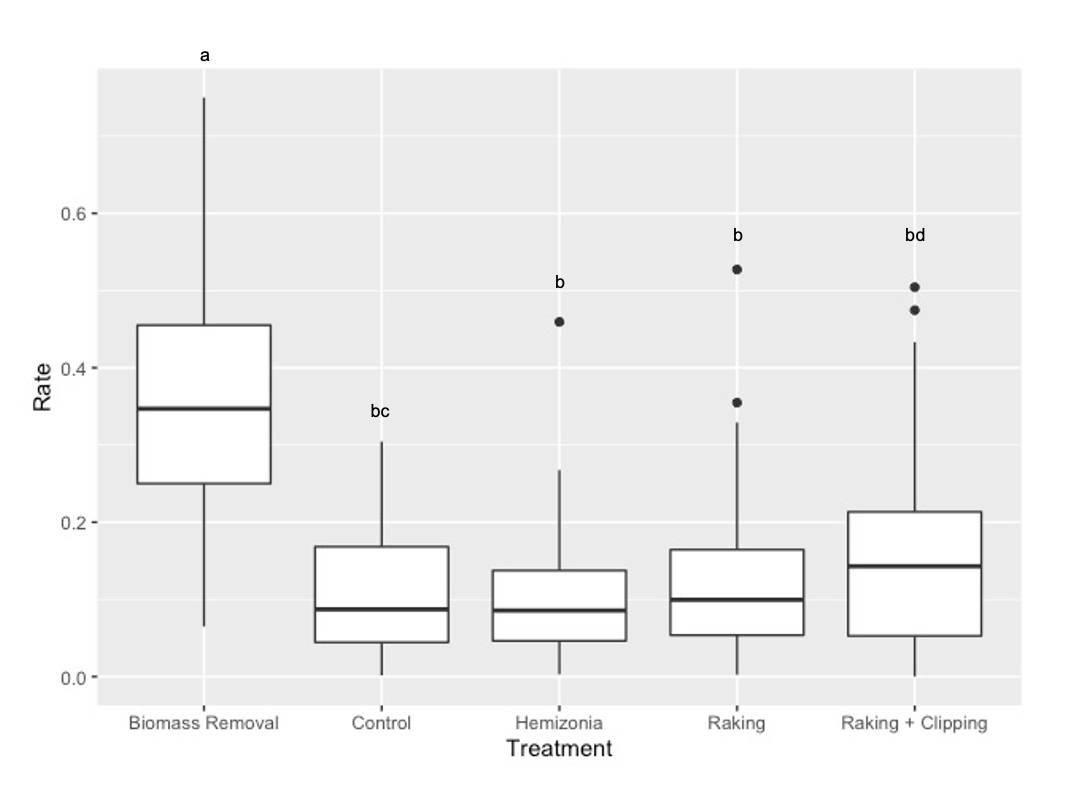 a
0.6
b
bd
b
Rate
0.4
bc
0.2
0.0
Biomass Removal
Control
Hemizonia
Raking
Raking + Clipping
Treatment